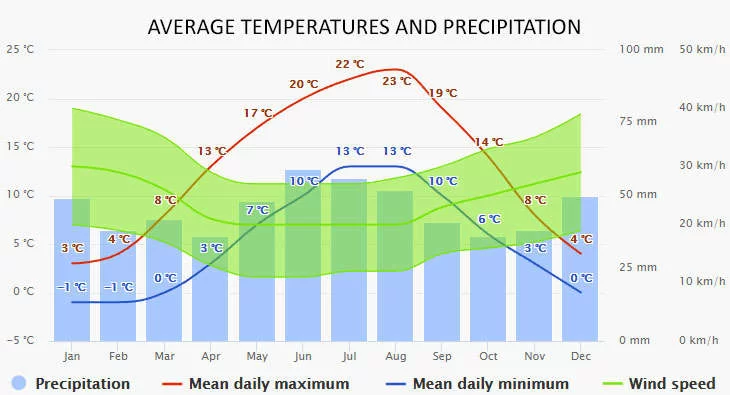 AVERAGE TEMPERATURES AND PRECIPITATION
25 °C 100 mm 50 km/h
22 °C
20 °C 23 °C
20 °C 19 °C 40 km/h
17 °C 75 mm
15 °C 13 °C 13 °C 13 °C 14 °C
30 km/h
10 °C 10 °C
10 °C 8 °C 8 °C 50 mm
7 °C 6 °C 20 km/h
5 °C 3 °C 4 °C 3 °C 3 °C 4 °C
25 mm
0 °C -1 °C -1 °C 0 °C 0 °C 10 km/h
-5 °C 0 mm 0 km/h
Jan Feb Mar Apr May Jun Jul Aug Sep Oct Nov Dec
Precipitation Mean daily maximum Mean daily minimum Wind speed